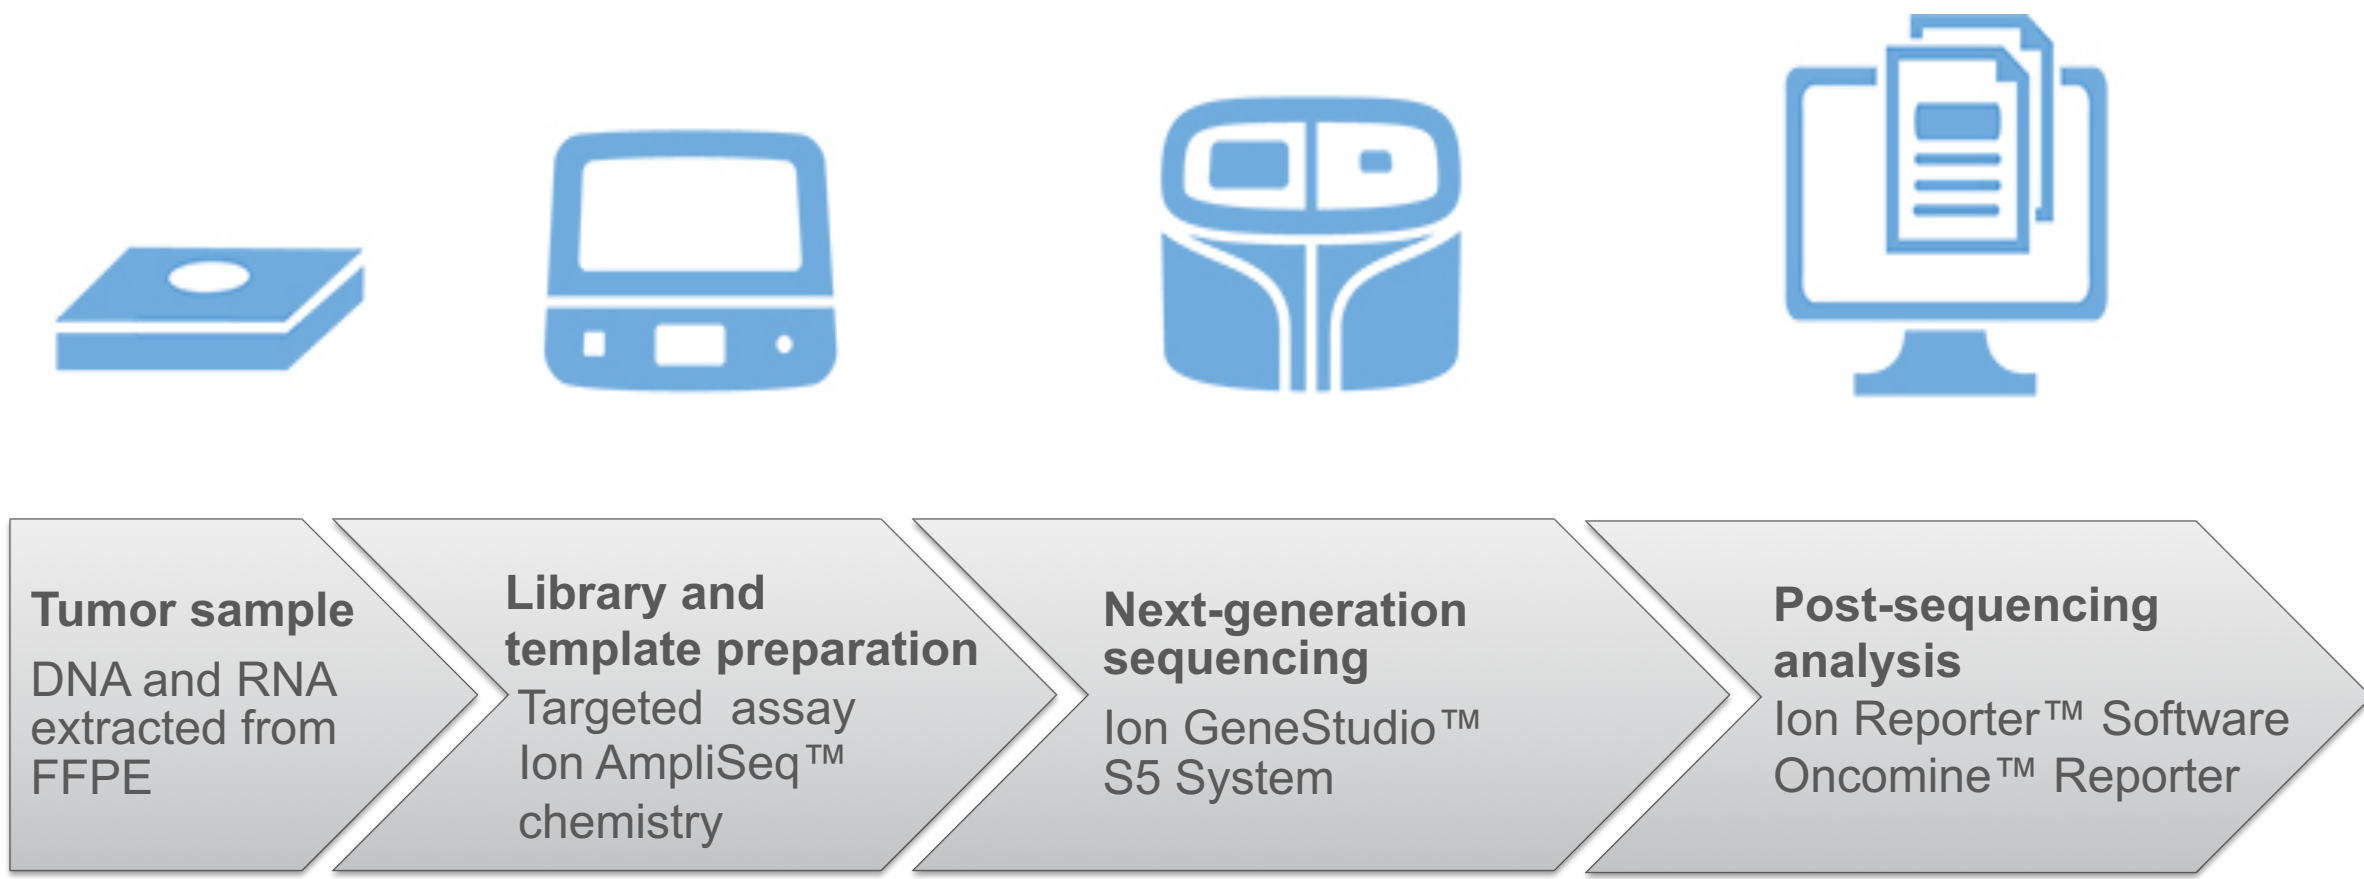 Tumor sample
DNA and RNA
extracted from
FFPE
Library and
template preparation
Targeted assay
Ion AmpliSeq™
chemistry
Next-generation
sequencing
Ion GeneStudio™
S5 System
Post-sequencing
analysis
Ion Reporter™ Software
Oncomine™ Reporter